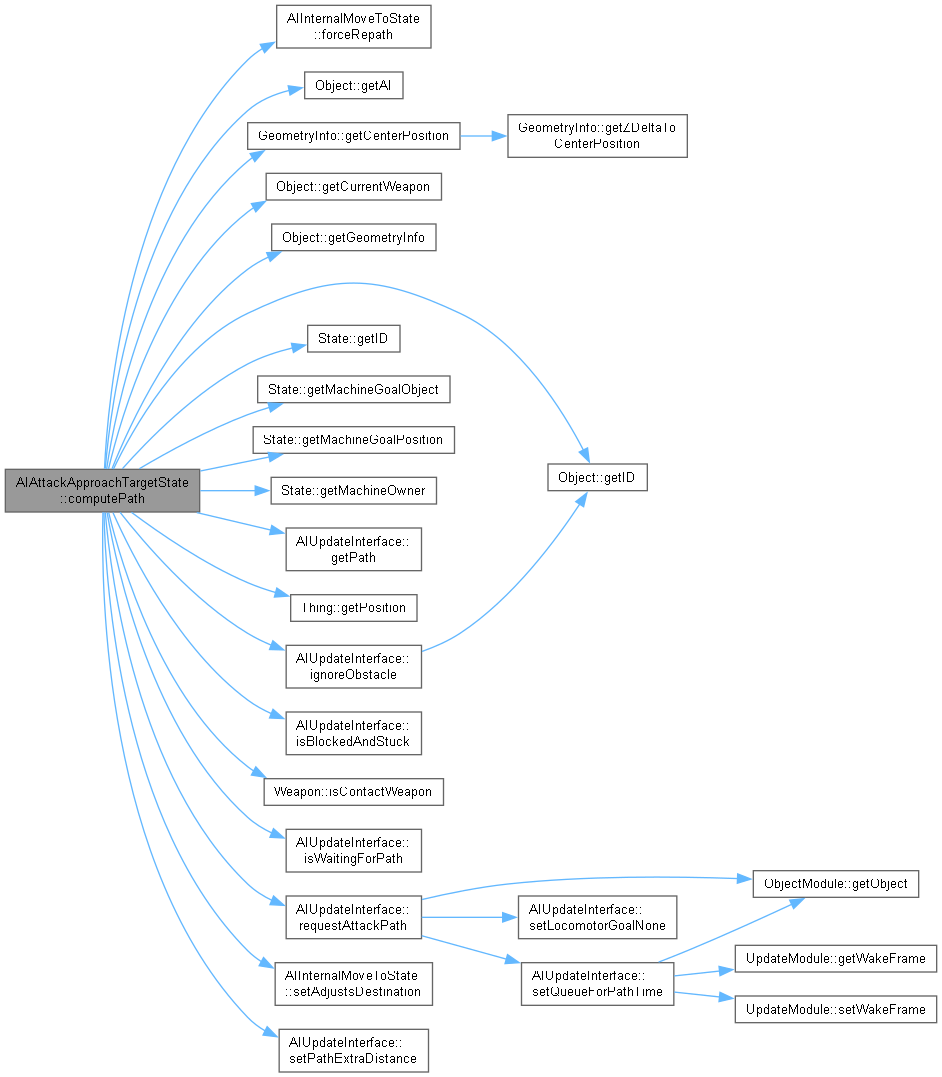 AIInternalMoveToState
::forceRepath
Object::getAI
GeometryInfo::getCenterPosition
GeometryInfo::getZDeltaTo
CenterPosition
Object::getCurrentWeapon
Object::getGeometryInfo
State::getID
State::getMachineGoalObject
State::getMachineGoalPosition
Object::getID
AIAttackApproachTargetState
::computePath
State::getMachineOwner
AIUpdateInterface::
getPath
Thing::getPosition
AIUpdateInterface::
ignoreObstacle
AIUpdateInterface::
isBlockedAndStuck
Weapon::isContactWeapon
AIUpdateInterface::
isWaitingForPath
AIUpdateInterface::
requestAttackPath
ObjectModule::getObject
AIUpdateInterface::
setLocomotorGoalNone
AIInternalMoveToState
::setAdjustsDestination
AIUpdateInterface::
setQueueForPathTime
UpdateModule::getWakeFrame
UpdateModule::setWakeFrame
AIUpdateInterface::
setPathExtraDistance